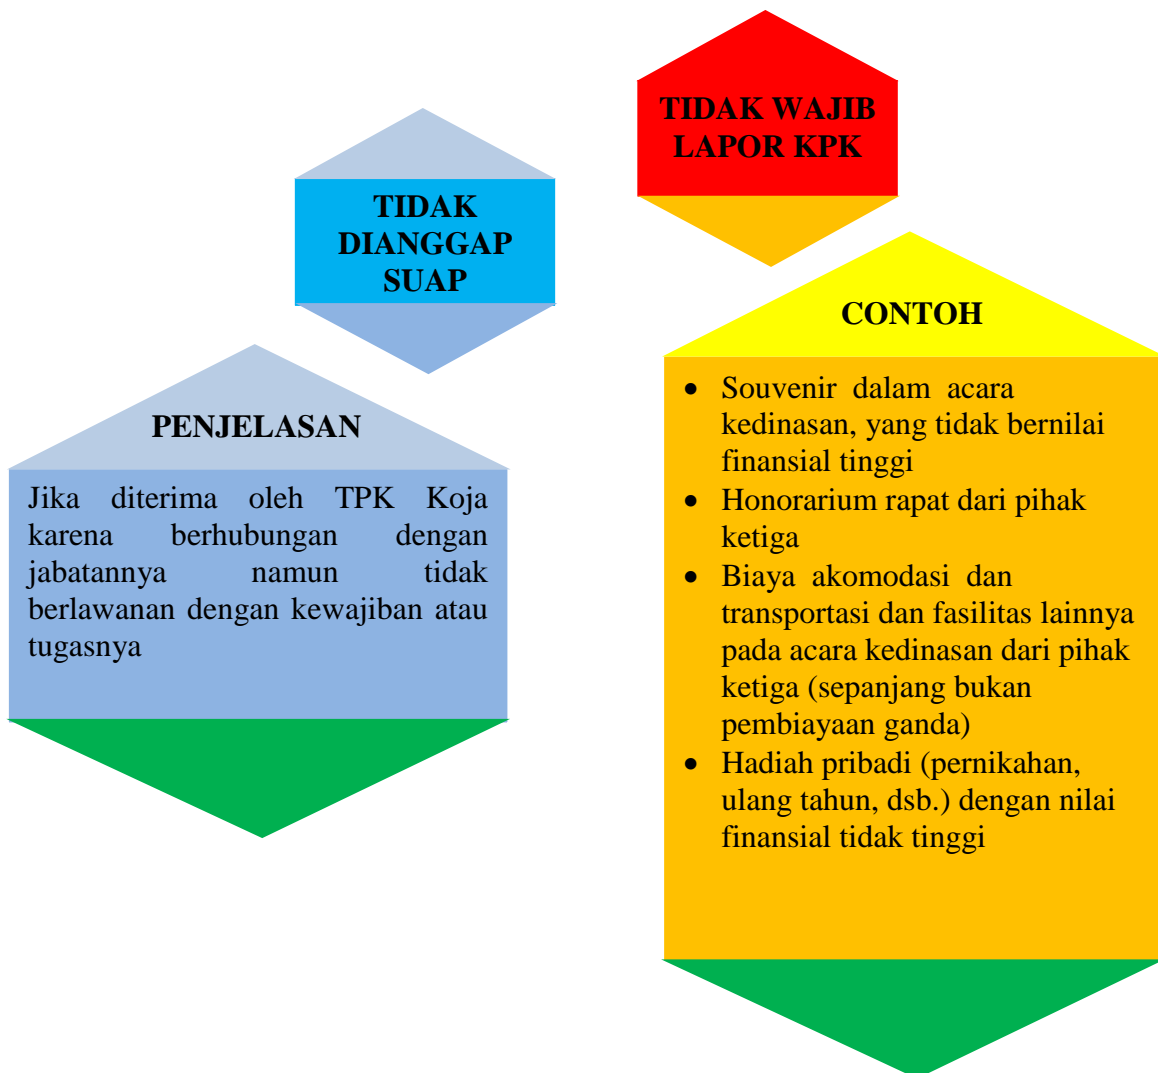 TIDAK WAJIB
LAPOR KPK
TIDAK
DIANGGAP
SUAP
PENJELASAN
Jika diterima oleh TPK Koja
karena berhubungan dengan
jabatannya namun tidak
berlawanan dengan kewajiban atau
tugasnya
CONTOH
• Souvenir dalam acara
kedinasan, yang tidak bernilai
finansial tinggi
• Honorarium rapat dari pihak
ketiga
• Biaya akomodasi dan
transportasi dan fasilitas lainnya
pada acara kedinasan dari pihak
ketiga (sepanjang bukan
pembiayaan ganda)
• Hadiah pribadi (pernikahan,
ulang tahun, dsb.) dengan nilai
finansial tidak tinggi